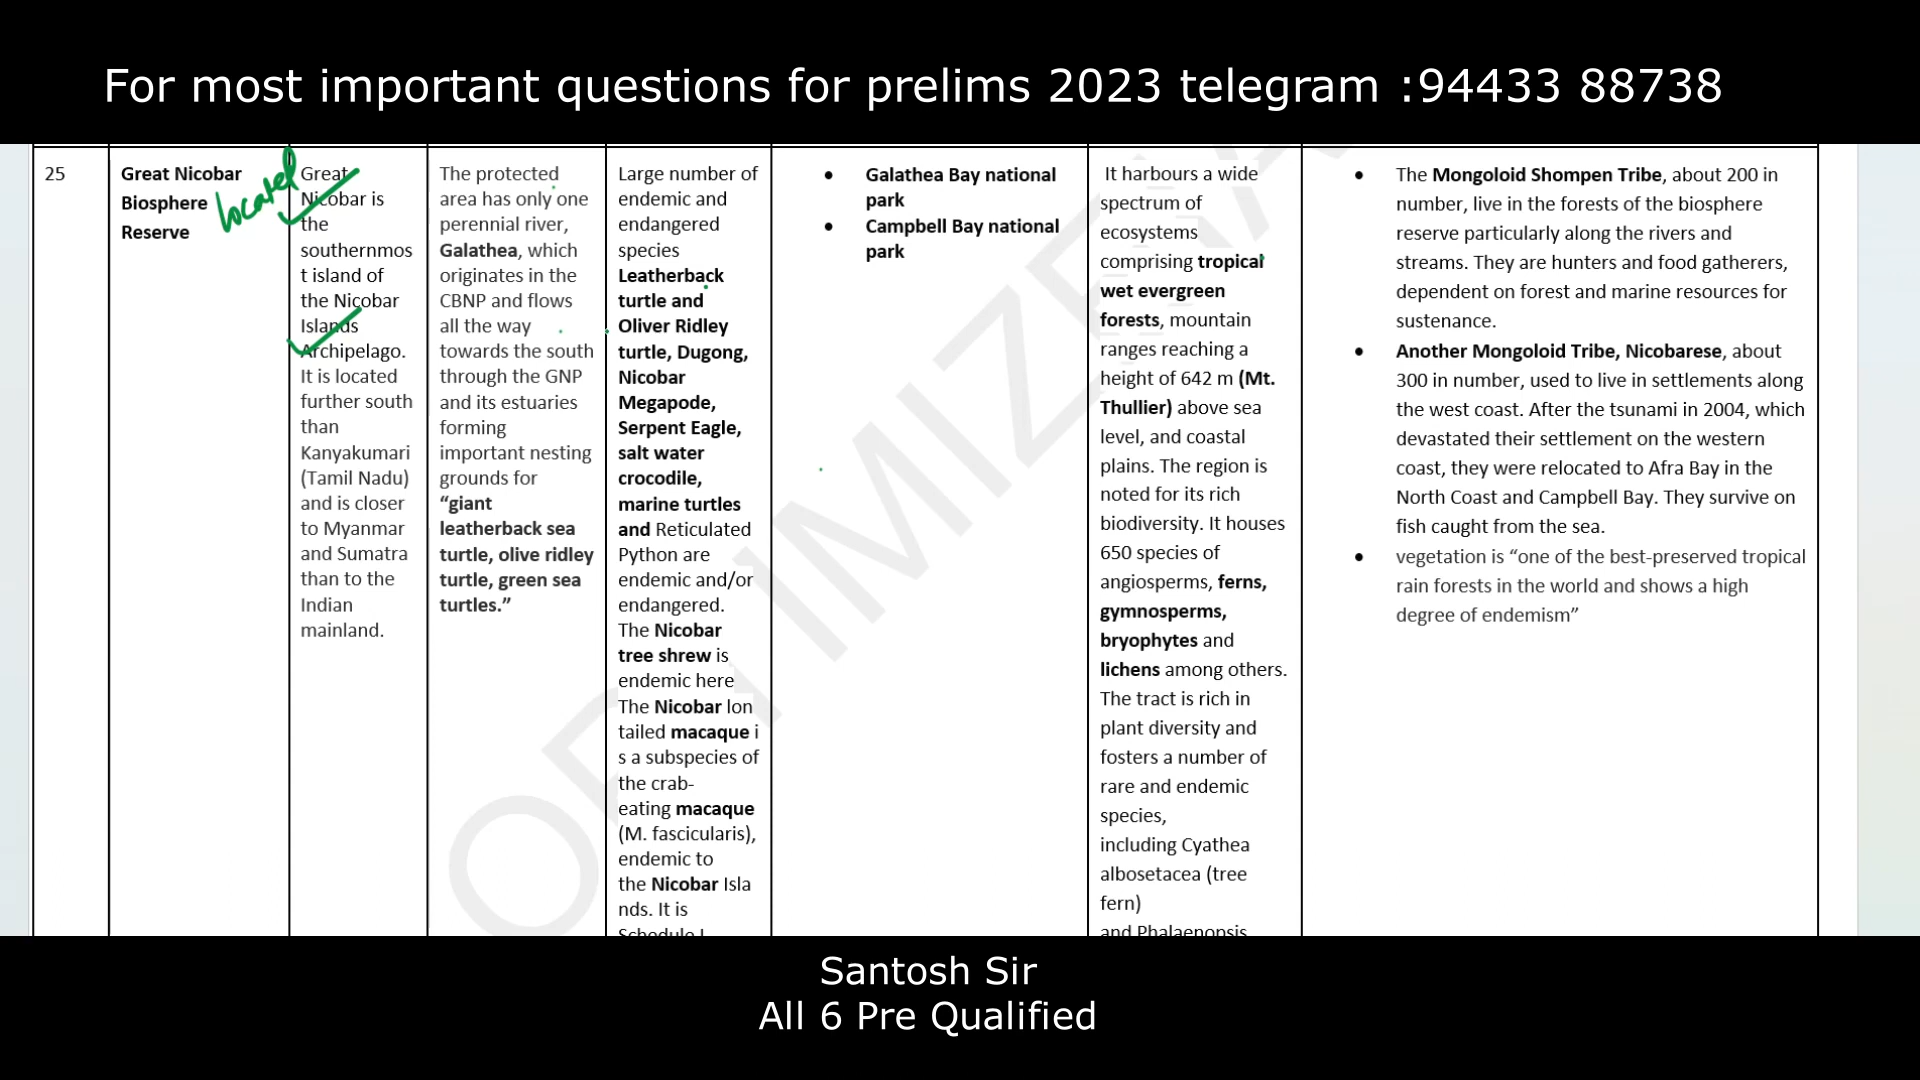 For most important questions for prelims 2023 telegram :94433 88738
25
Great Nicobar
Biosphere
Reserve
located
Great
Nicobar is
the
southernmos
t island of
the Nicobar
Islands
Archipelago.
It is located
further south
than
Kanyakumari
(Tamil Nadu)
and is closer
to Myanmar
and Sumatra
than to the
Indian
mainland.
The protected
area has only one
perennial river,
Galathea, which
originates in the
CBNP and flows
all the way
towards the south
through the GNP
and its estuaries
forming
important nesting
grounds for
“giant
leatherback sea
turtle, olive ridley
turtle, green sea
turtles.”
Large number of
endemic and
endangered
species
Leatherback
turtle and
Oliver Ridley
turtle, Dugong,
Nicobar
Megapode,
Serpent Eagle,
salt water
crocodile,
marine turtles
and Reticulated
Python are
endemic and/or
endangered.
The Nicobar
tree shrew is
endemic here
The Nicobar lon
tailed macaque i
s a subspecies of
the crab-
eating macaque
(M. fascicularis),
endemic to
the Nicobar Isla
nds. It is
Schedule I
• Galathea Bay national
park
• Campbell Bay national
park
It harbours a wide
spectrum of
ecosystems
comprising tropical
wet evergreen
forests, mountain
ranges reaching a
height of 642 m (Mt.
Thullier) above sea
level, and coastal
plains. The region is
noted for its rich
biodiversity. It houses
650 species of
angiosperms, ferns,
gymnosperms,
bryophytes and
lichens among others.
The tract is rich in
plant diversity and
fosters a number of
rare and endemic
species,
including Cyathea
albosetacea (tree
fern)
and Phalaenopsis
• The Mongoloid Shompen Tribe, about 200 in
number, live in the forests of the biosphere
reserve particularly along the rivers and
streams. They are hunters and food gatherers,
dependent on forest and marine resources for
sustenance.
• Another Mongoloid Tribe, Nicobarese, about
300 in number, used to live in settlements along
the west coast. After the tsunami in 2004, which
devastated their settlement on the western
coast, they were relocated to Afra Bay in the
North Coast and Campbell Bay. They survive on
fish caught from the sea.
• vegetation is “one of the best-preserved tropical
rain forests in the world and shows a high
degree of endemism”
Santosh Sir
All 6 Pre Qualified